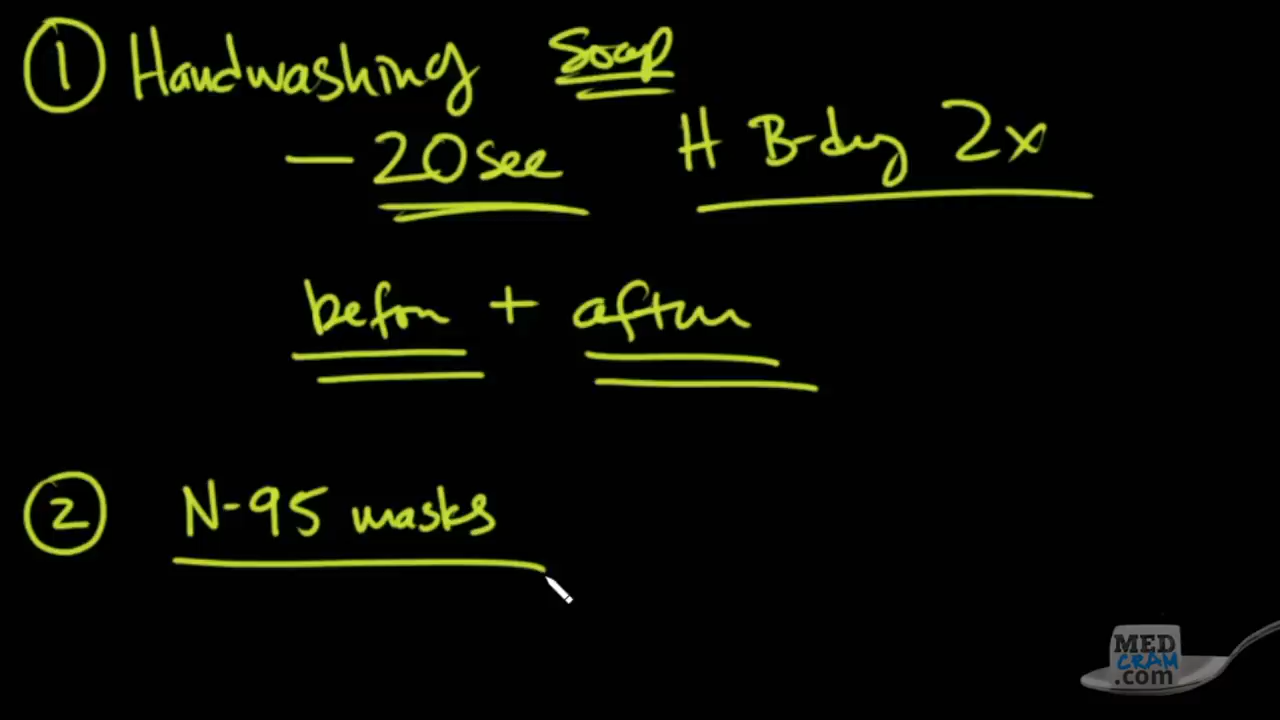 1 Handwashing Soap
- 20 sec H B-day 2x
before + after
2 N-95 masks
MED
CRAM
.com